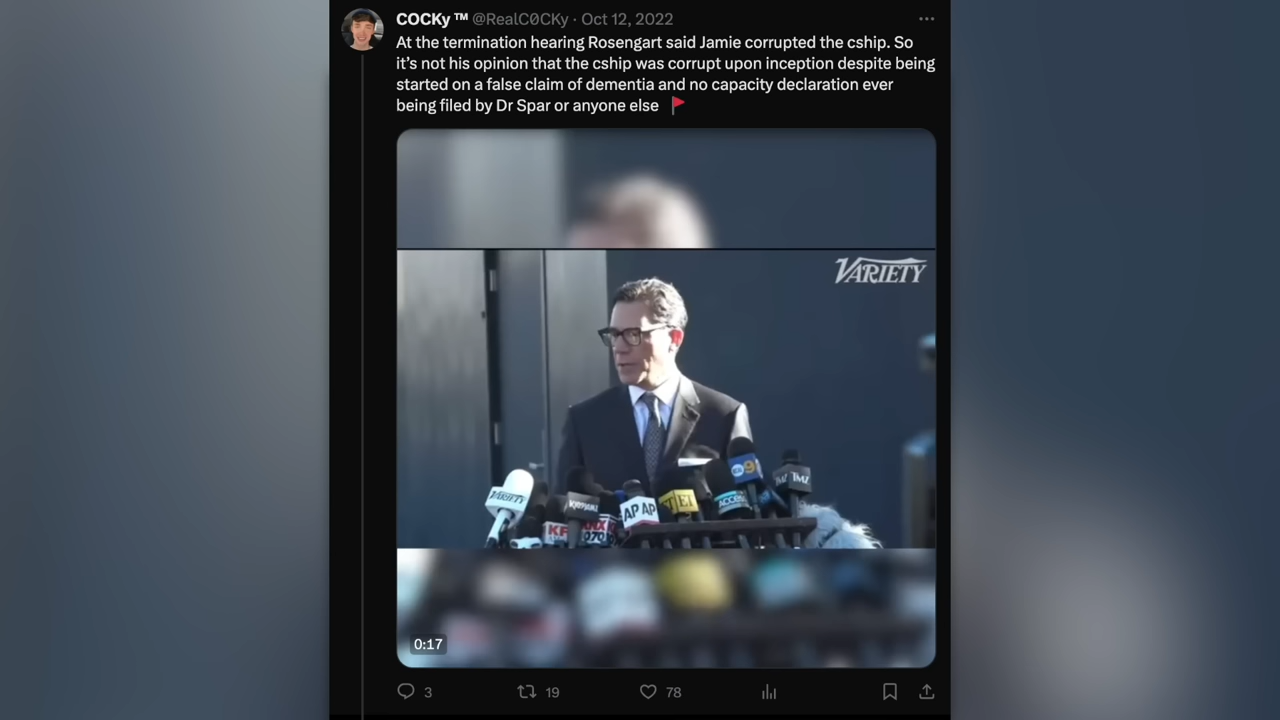 COCKy ™ @RealC0CKy · Oct 12, 2022
At the termination hearing Rosengart said Jamie corrupted the cship. So
it's not his opinion that the cship was corrupt upon inception despite being
started on a false claim of dementia and no capacity declaration ever
being filed by Dr Spar or anyone else 🚩
VARIETY
VARIETY
AP AP
E!
ACCESS
TMZ
0:17
3
19
78